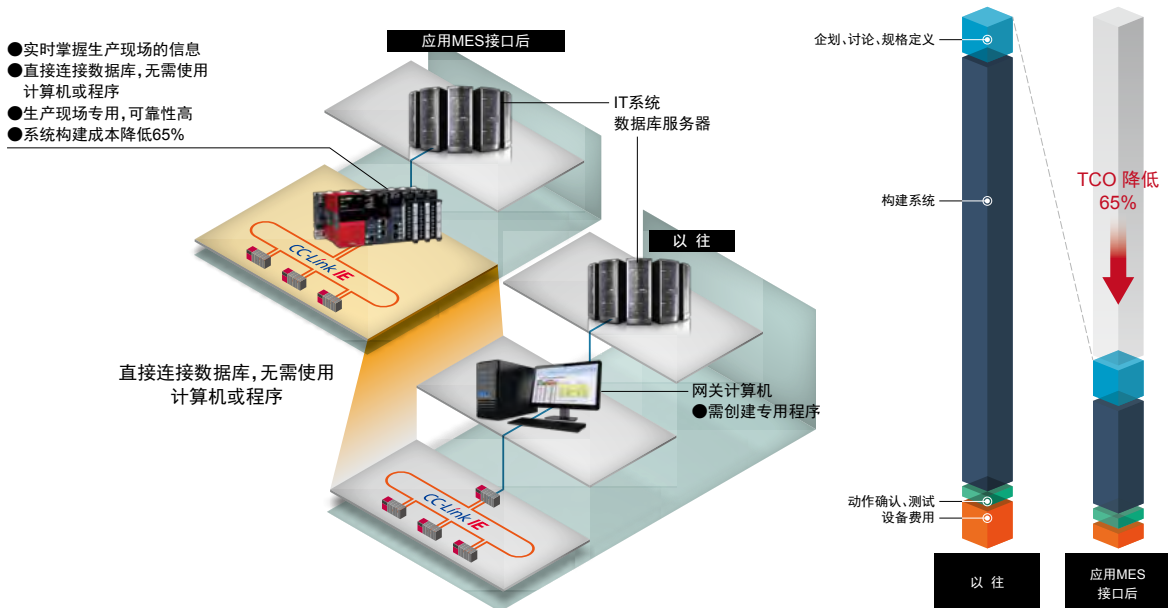 ●实时掌握生产现场的信息
●直接连接数据库，无需使用
计算机或程序
●生产现场专用，可靠性高
●系统构建成本降低65%
应用MES接口后
IT系统
数据库服务器
CC-Link IE
以 往
直接连接数据库，无需使用
计算机或程序
网关计算机
●需创建专用程序
CC-Link IE
企划、讨论、规格定义
构建系统
动作确认、测试
设备费用
TCO 降低
65%
以 往
应用MES
接口后